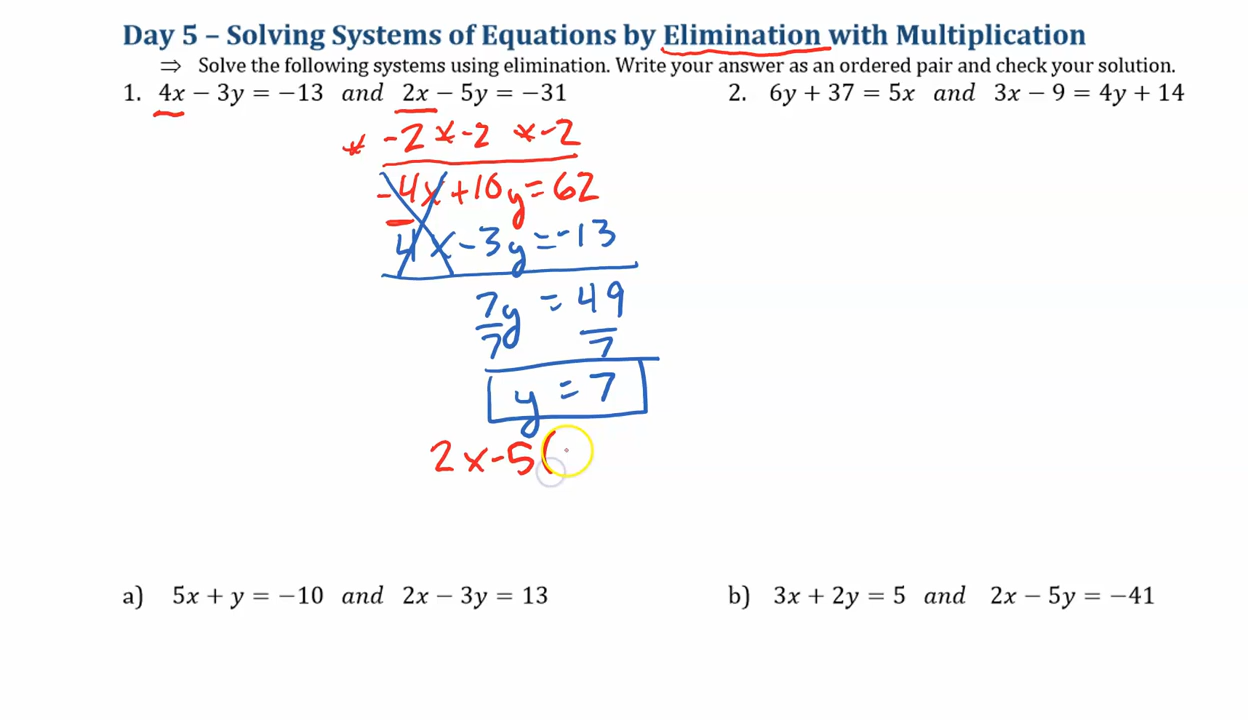 Day 5 – Solving Systems of Equations by Elimination with Multiplication
⇒ Solve the following systems using elimination. Write your answer as an ordered pair and check your solution.
1. 4x − 3y = −13 and 2x − 5y = −31
* -2 * -2 * -2
-4x + 10y = 62
4x - 3y = -13
7y = 49
7 7
y = 7
2x - 5(
2. 6y + 37 = 5x and 3x − 9 = 4y + 14
a) 5x + y = −10 and 2x − 3y = 13
b) 3x + 2y = 5 and 2x − 5y = −41